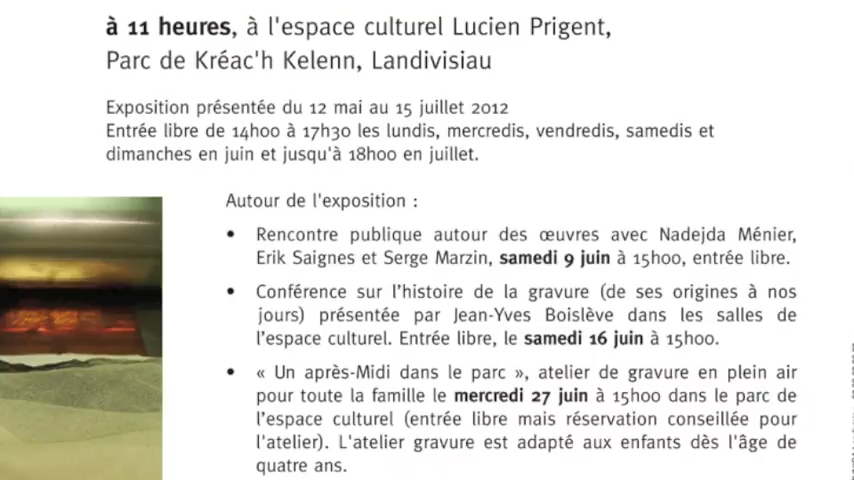 à 11 heures, à l'espace culturel Lucien Prigent,
Parc de Kréac'h Kelenn, Landivisiau
Exposition présentée du 12 mai au 15 juillet 2012
Entrée libre de 14h00 à 17h30 les lundis, mercredis, vendredis, samedis et
dimanches en juin et jusqu'à 18h00 en juillet.
Autour de l'exposition :
• Rencontre publique autour des œuvres avec Nadejda Ménier,
Erik Saignes et Serge Marzin, samedi 9 juin à 15h00, entrée libre.
• Conférence sur l’histoire de la gravure (de ses origines à nos
jours) présentée par Jean-Yves Boislève dans les salles de
l’espace culturel. Entrée libre, le samedi 16 juin à 15h00.
• « Un après-Midi dans le parc », atelier de gravure en plein air
pour toute la famille le mercredi 27 juin à 15h00 dans le parc de
l’espace culturel (entrée libre mais réservation conseillée pour
l'atelier). L'atelier gravure est adapté aux enfants dès l'âge de
quatre ans.